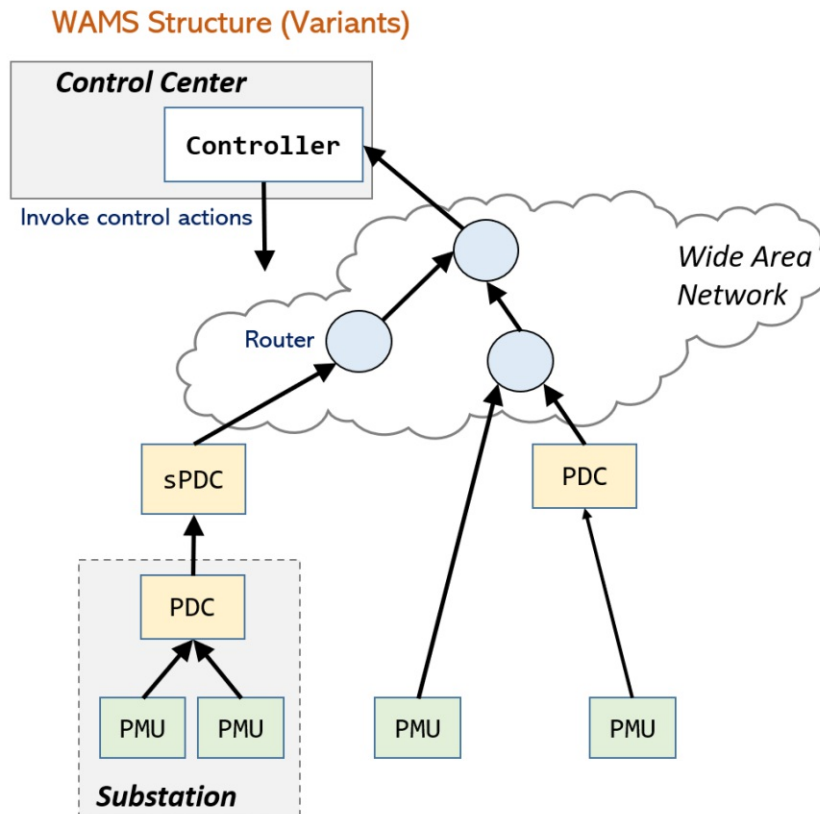 WAMS Structure (Variants)
Control Center
Controller
Invoke control actions
Wide Area
Network
Router
sPDC
PDC
PDC
PMU
PMU
PMU
PMU
Substation